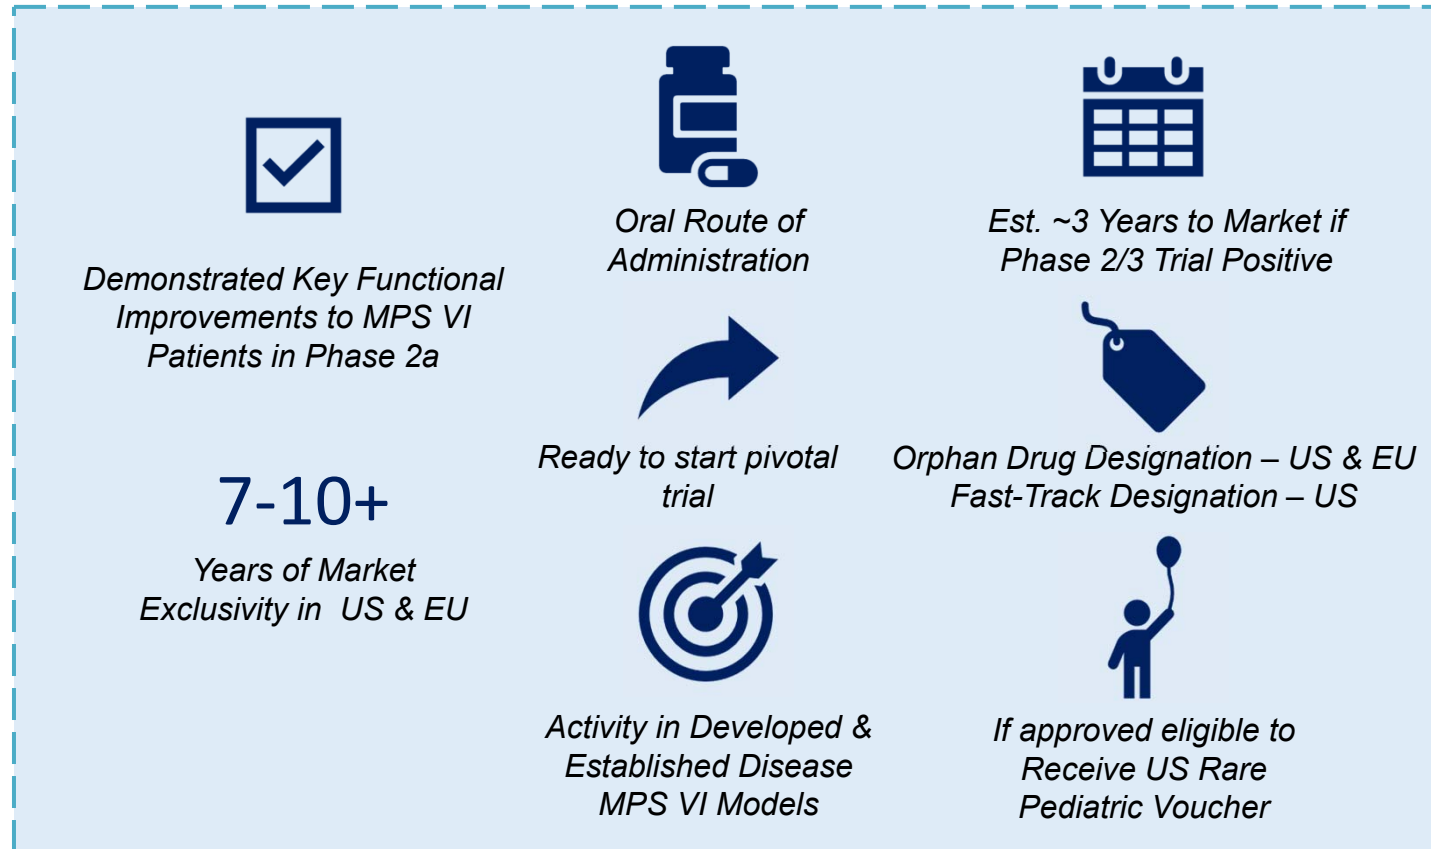 Demonstrated Key Functional
Improvements to MPS VI
Patients in Phase 2a
7-10+
Years of Market
Exclusivity in  US & EU
Oral Route of
Administration
Ready to start pivotal
trial
Activity in Developed &
Established Disease
MPS VI Models
Est. ~3 Years to Market if
Phase 2/3 Trial Positive
Orphan Drug Designation – US & EU
Fast-Track Designation – US
If approved eligible to
Receive US Rare
Pediatric Voucher